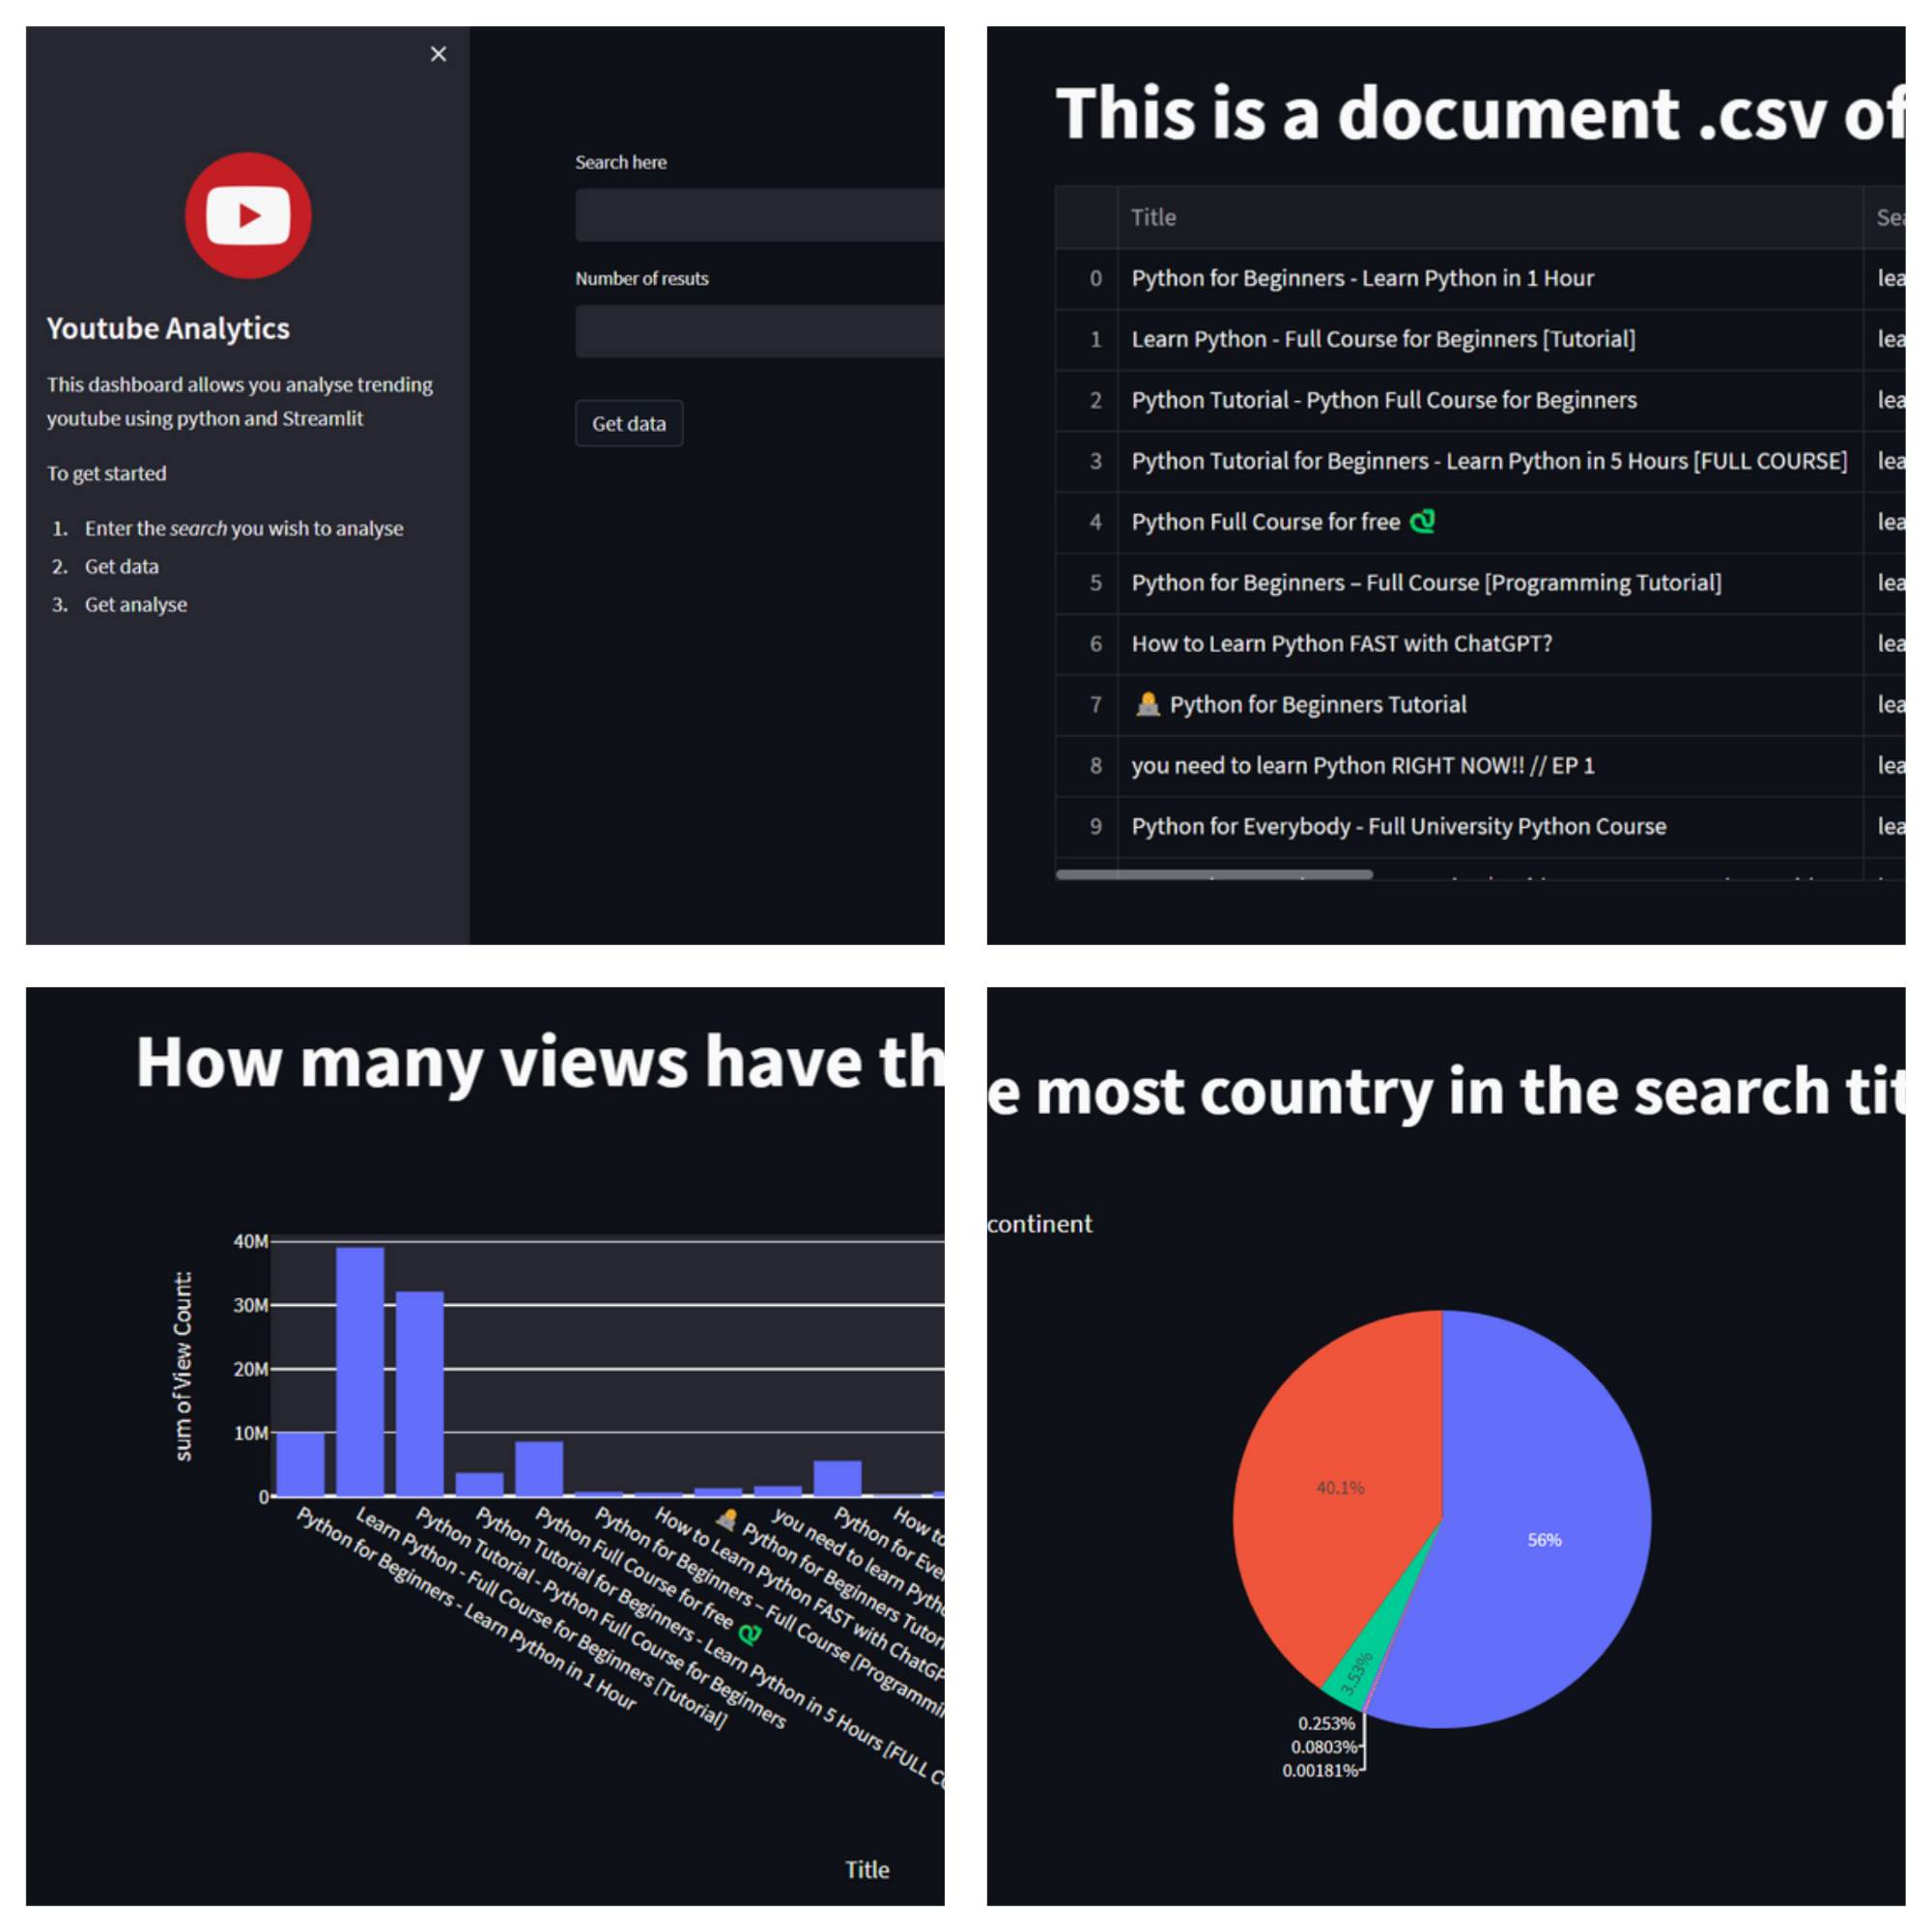 Youtube Analytics
This dashboard allows you analyse trending
youtube using python and Streamlit
To get started
1. Enter the search you wish to analyse
2. Get data
3. Get analyse
Search here
Number of resuts
Get data
This is a document .csv of
Title
0 Python for Beginners - Learn Python in 1 Hour lea
1 Learn Python - Full Course for Beginners [Tutorial] lea
2 Python Tutorial - Python Full Course for Beginners lea
3 Python Tutorial for Beginners - Learn Python in 5 Hours [FULL COURSE] lea
4 Python Full Course for free lea
5 Python for Beginners – Full Course [Programming Tutorial] lea
6 How to Learn Python FAST with ChatGPT? lea
7 Python for Beginners Tutorial lea
8 you need to learn Python RIGHT NOW!! // EP 1 lea
9 Python for Everybody - Full University Python Course lea
How many views have th
sum of View Count:
40M
30M
20M
10M
0
Python for Beginners - Learn Python in 1 Hour
Learn Python - Full Course for Beginners [Tutorial]
Python Tutorial - Python Full Course for Beginners
Python Tutorial for Beginners - Learn Python in 5 Hours [FULL CO
Python Full Course for free
Python for Beginners – Full Course [Programmi
How to Learn Python FAST with ChatGP
Python for Beginners Tutori
you need to learn Pytho
Python for Eve
How to
Title
e most country in the search tit
continent
40.1%
56%
3.53%
0.253%
0.0803%
0.00181%